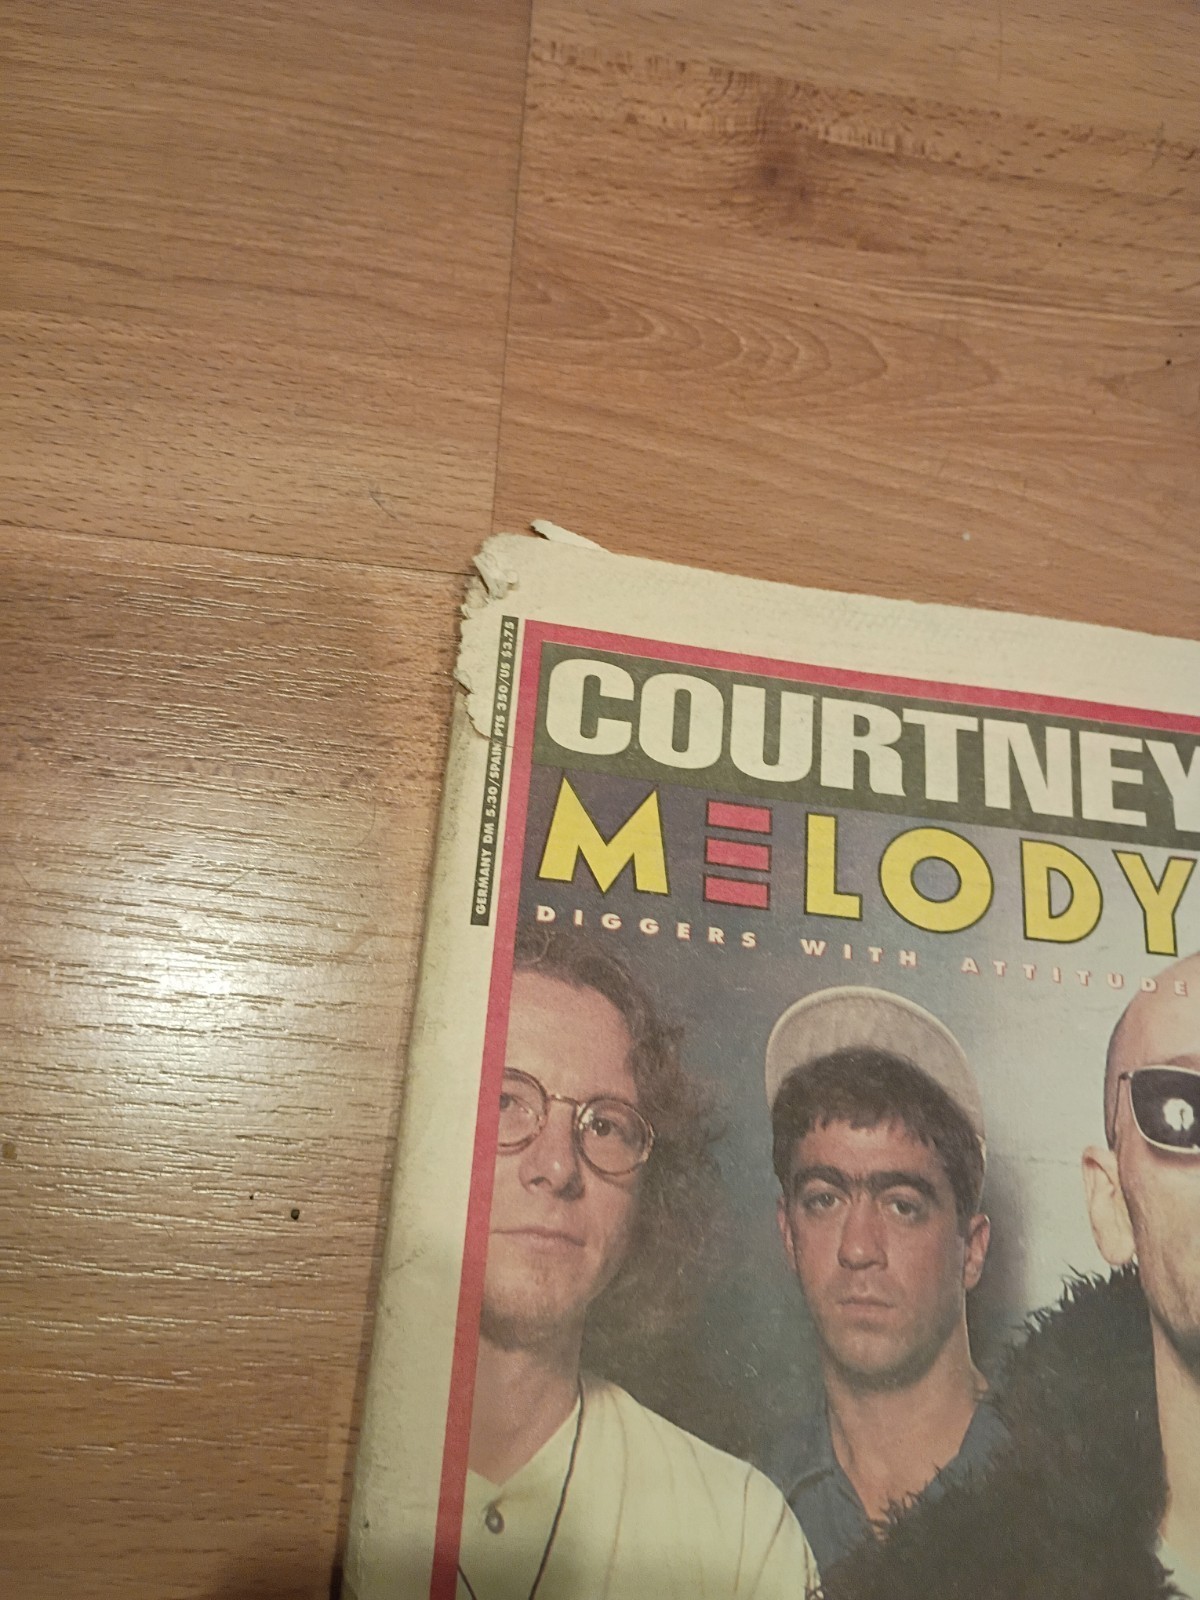 GERMANY DM 5.30/SPAIN PTS 350/US $3.75
COURTNEY
MELODY
DIGGERS WITH ATTITUDE